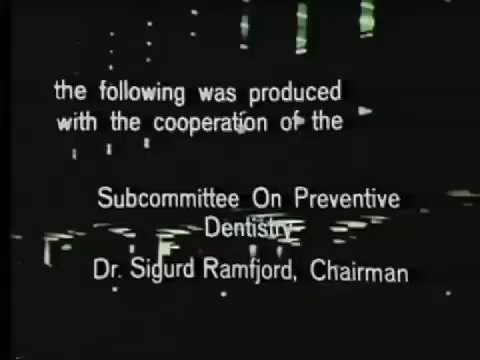 the following was produced
with the cooperation of the
Subcommittee On Preventive
Dentistry
Dr. Sigurd Ramfjord, Chairman